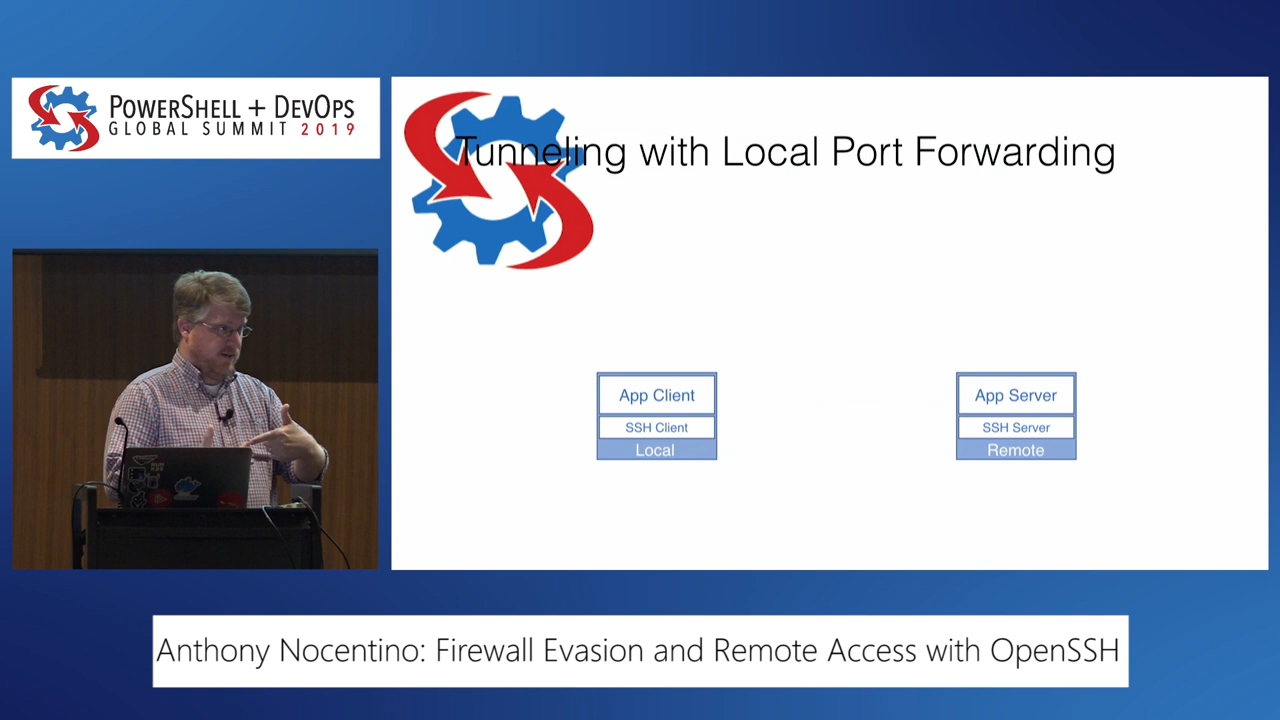 POWERSHELL + DEVOPS
GLOBAL SUMMIT 2019
Tunneling with Local Port Forwarding
App Client
SSH Client
Local
App Server
SSH Server
Remote
Anthony Nocentino: Firewall Evasion and Remote Access with OpenSSH